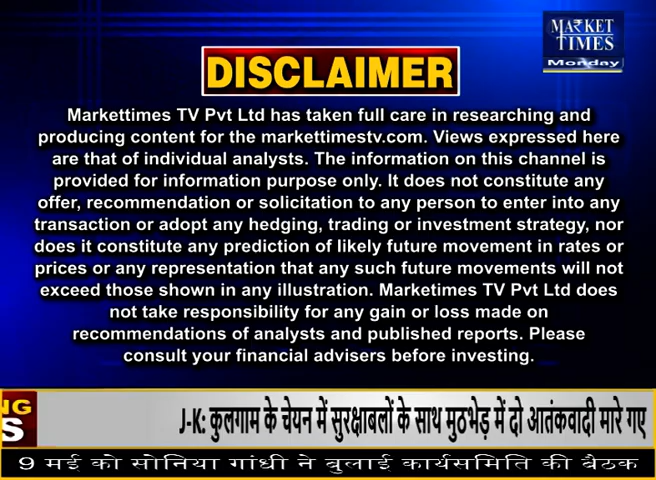 MARKET
TIMES
Monday
DISCLAIMER
Markettimes TV Pvt Ltd has taken full care in researching and
producing content for the markettimestv.com. Views expressed here
are that of individual analysts. The information on this channel is
provided for information purpose only. It does not constitute any
offer, recommendation or solicitation to any person to enter into any
transaction or adopt any hedging, trading or investment strategy, nor
does it constitute any prediction of likely future movement in rates or
prices or any representation that any such future movements will not
exceed those shown in any illustration. Marketimes TV Pvt Ltd does
not take responsibility for any gain or loss made on
recommendations of analysts and published reports. Please
consult your financial advisers before investing.
NG
S
J-K: कुलगाम के चेयन में सुरक्षाबलों के साथ मुठभेड़ में दो आतंकवादी मारे गए
9 मई को सोनिया गांधी ने बुलाई कार्यसमिति की बैठक